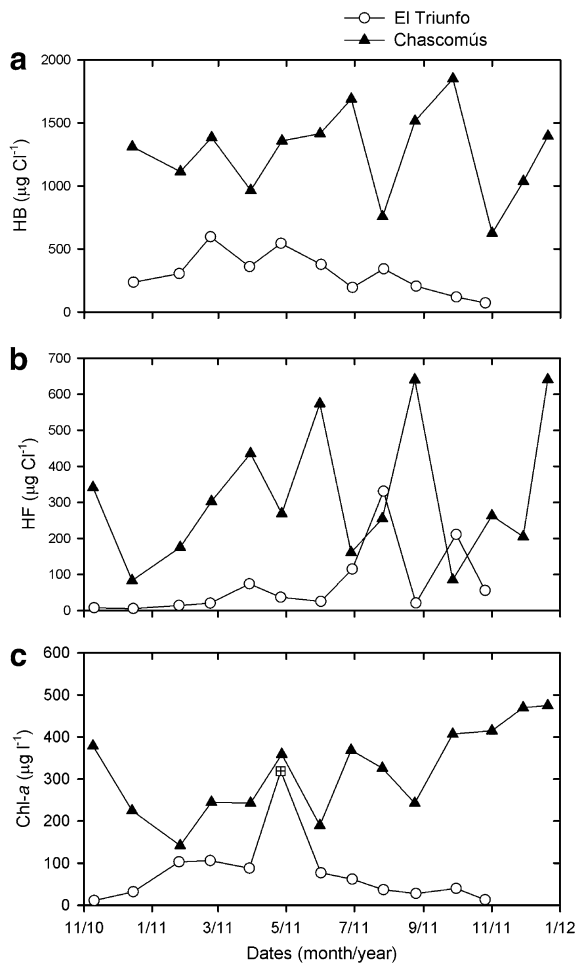 El Triunfo
Chascomús
a
2000
1500
1000
500
0
HB (µg Cl-1)
b
700
600
500
400
300
200
100
0
HF (µg Cl-1)
c
600
500
400
300
200
100
0
Chl-a (µg l-1)
11/10 1/11 3/11 5/11 7/11 9/11 11/11 1/12
Dates (month/year)